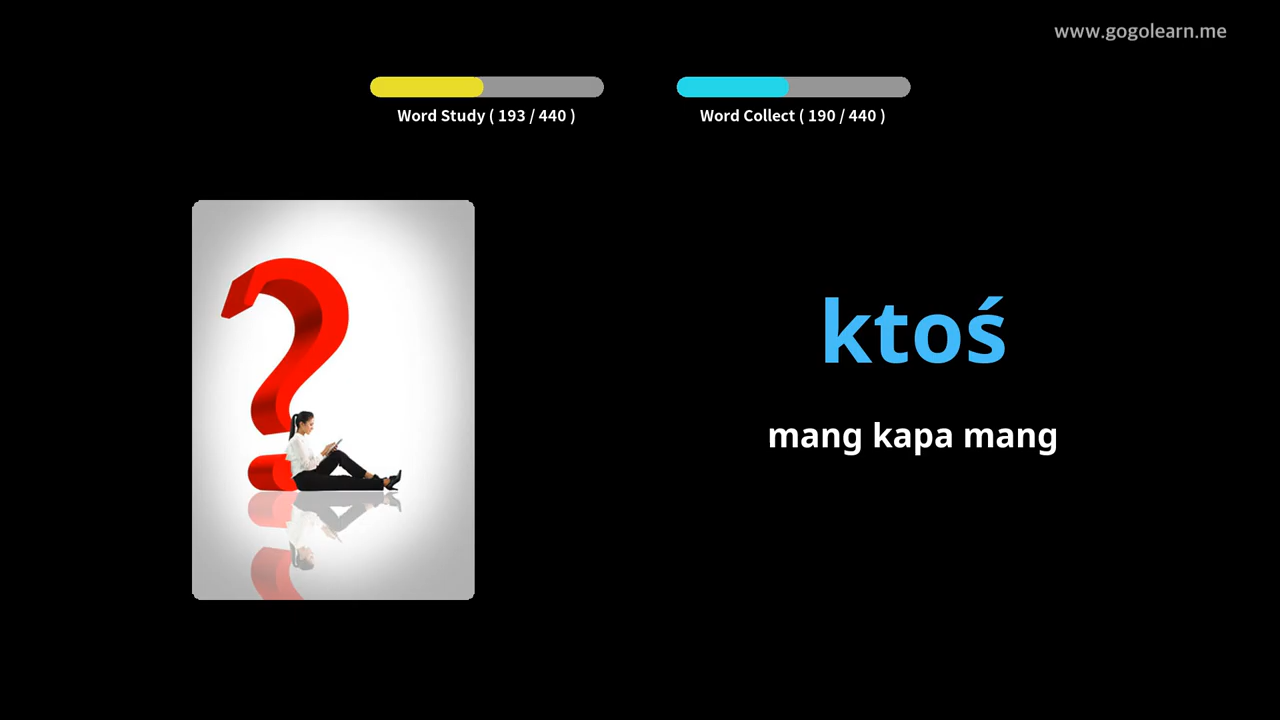 www.gogolearn.me
Word Study ( 193 / 440 )
Word Collect ( 190 / 440 )
ktoś
mang kapa mang